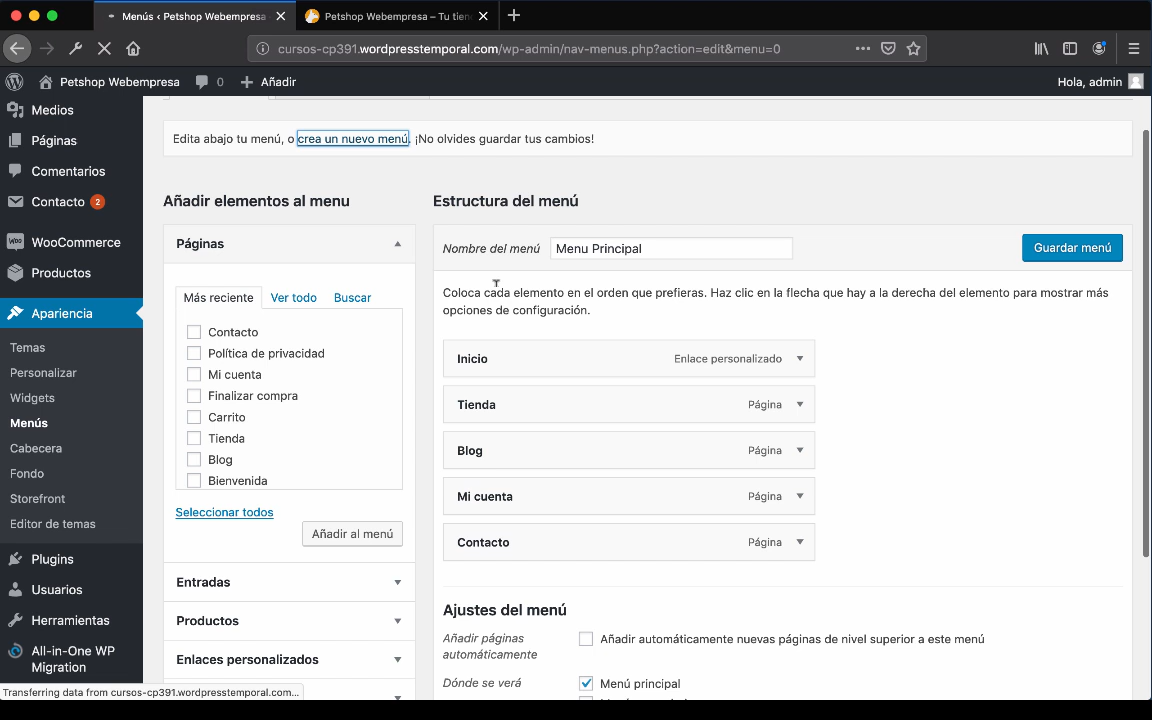 Menús ‹ Petshop Webempresa
Petshop Webempresa – Tu tien
cursos-cp391.wordpresstemporal.com/wp-admin/nav-menus.php?action=edit&menu=0
Petshop Webempresa
0
Añadir
Hola, admin
Medios
Páginas
Comentarios
Contacto 2
WooCommerce
Productos
Apariencia
Temas
Personalizar
Widgets
Menús
Cabecera
Fondo
Storefront
Editor de temas
Plugins
Usuarios
Herramientas
All-in-One WP
Migration
Transferring data from cursos-cp391.wordpresstemporal.com...
Edita abajo tu menú, o crea un nuevo menú. ¡No olvides guardar tus cambios!
Añadir elementos al menu
Páginas
Más reciente
Ver todo
Buscar
Contacto
Política de privacidad
Mi cuenta
Finalizar compra
Carrito
Tienda
Blog
Bienvenida
Seleccionar todos
Añadir al menú
Entradas
Productos
Enlaces personalizados
Estructura del menú
Nombre del menú
Menu Principal
Guardar menú
Coloca cada elemento en el orden que prefieras. Haz clic en la flecha que hay a la derecha del elemento para mostrar más
opciones de configuración.
Inicio Enlace personalizado
Tienda Página
Blog Página
Mi cuenta Página
Contacto Página
Ajustes del menú
Añadir páginas
automáticamente
Añadir automáticamente nuevas páginas de nivel superior a este menú
Dónde se verá
Menú principal